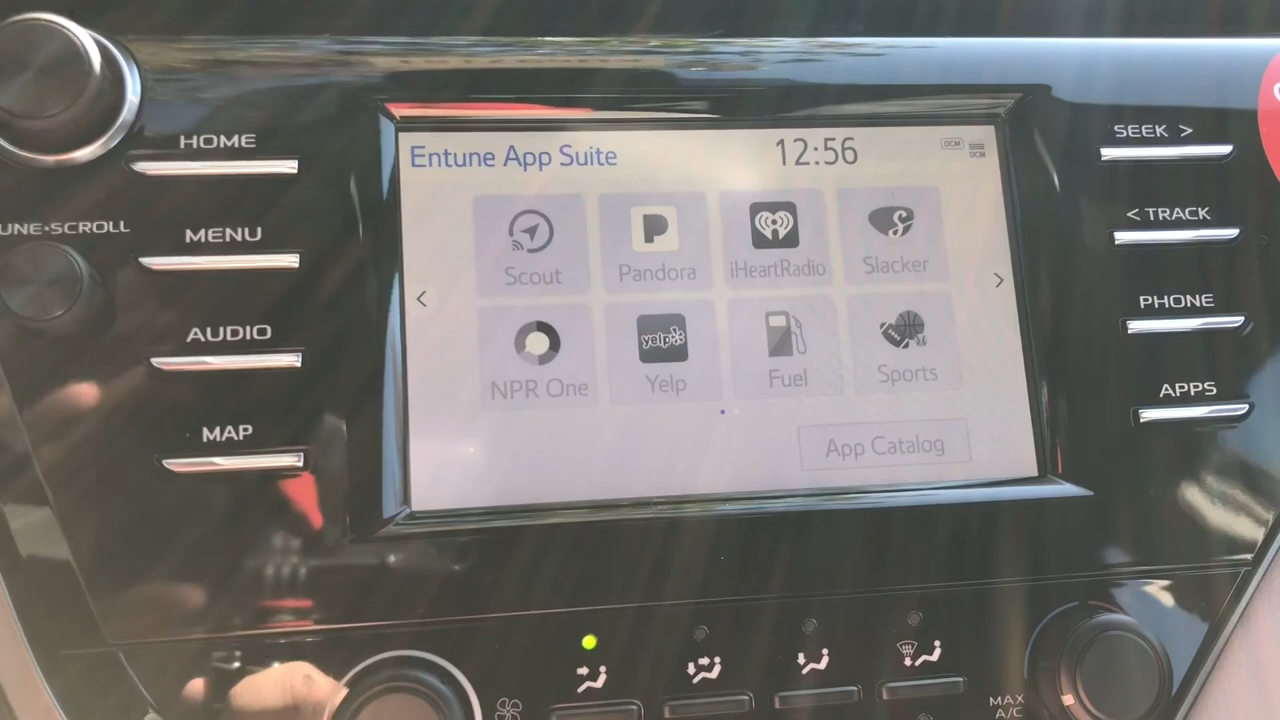 HOME
MENU
UNE•SCROLL
AUDIO
MAP
Entune App Suite
12:56
DCM
DCM
Scout
Pandora
iHeartRadio
Slacker
NPR One
yelp
Yelp
Fuel
Sports
App Catalog
SEEK >
< TRACK
PHONE
APPS
MAX
A/C